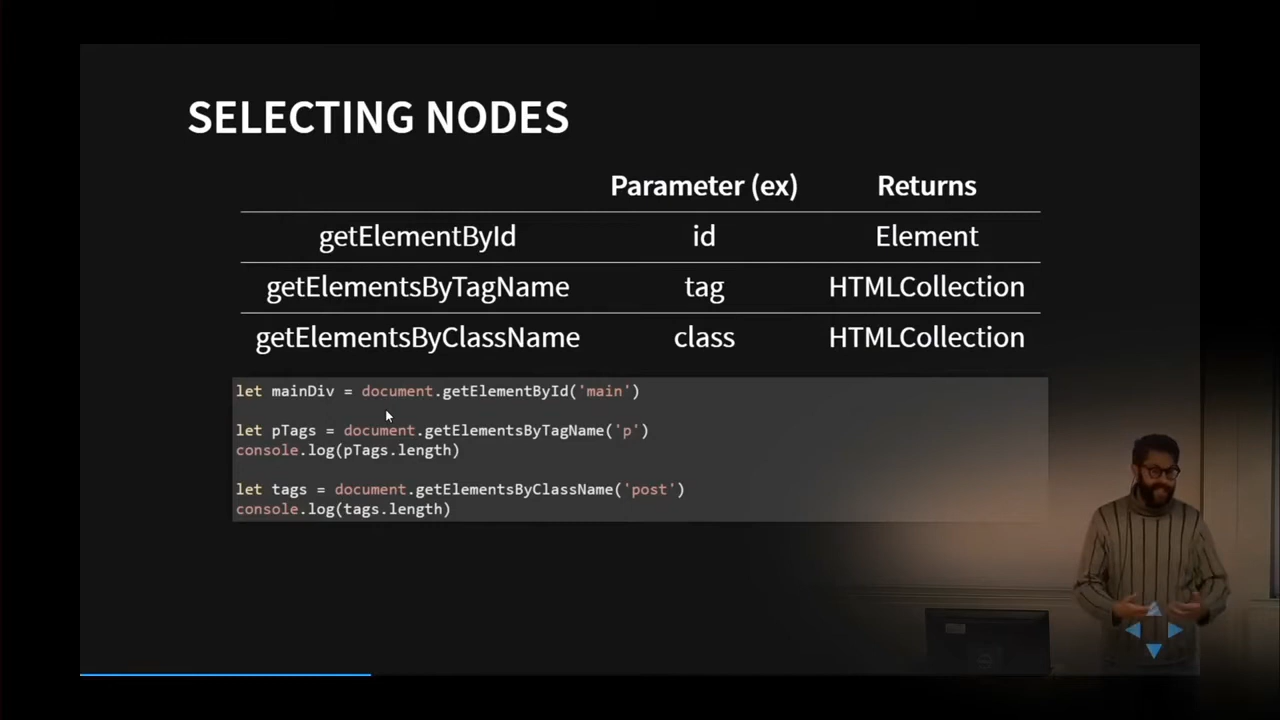 SELECTING NODES
Parameter (ex) Returns
getElementById id Element
getElementsByTagName tag HTMLCollection
getElementsByClassName class HTMLCollection
let mainDiv = document.getElementById('main')
let pTags = document.getElementsByTagName('p')
console.log(pTags.length)
let tags = document.getElementsByClassName('post')
console.log(tags.length)